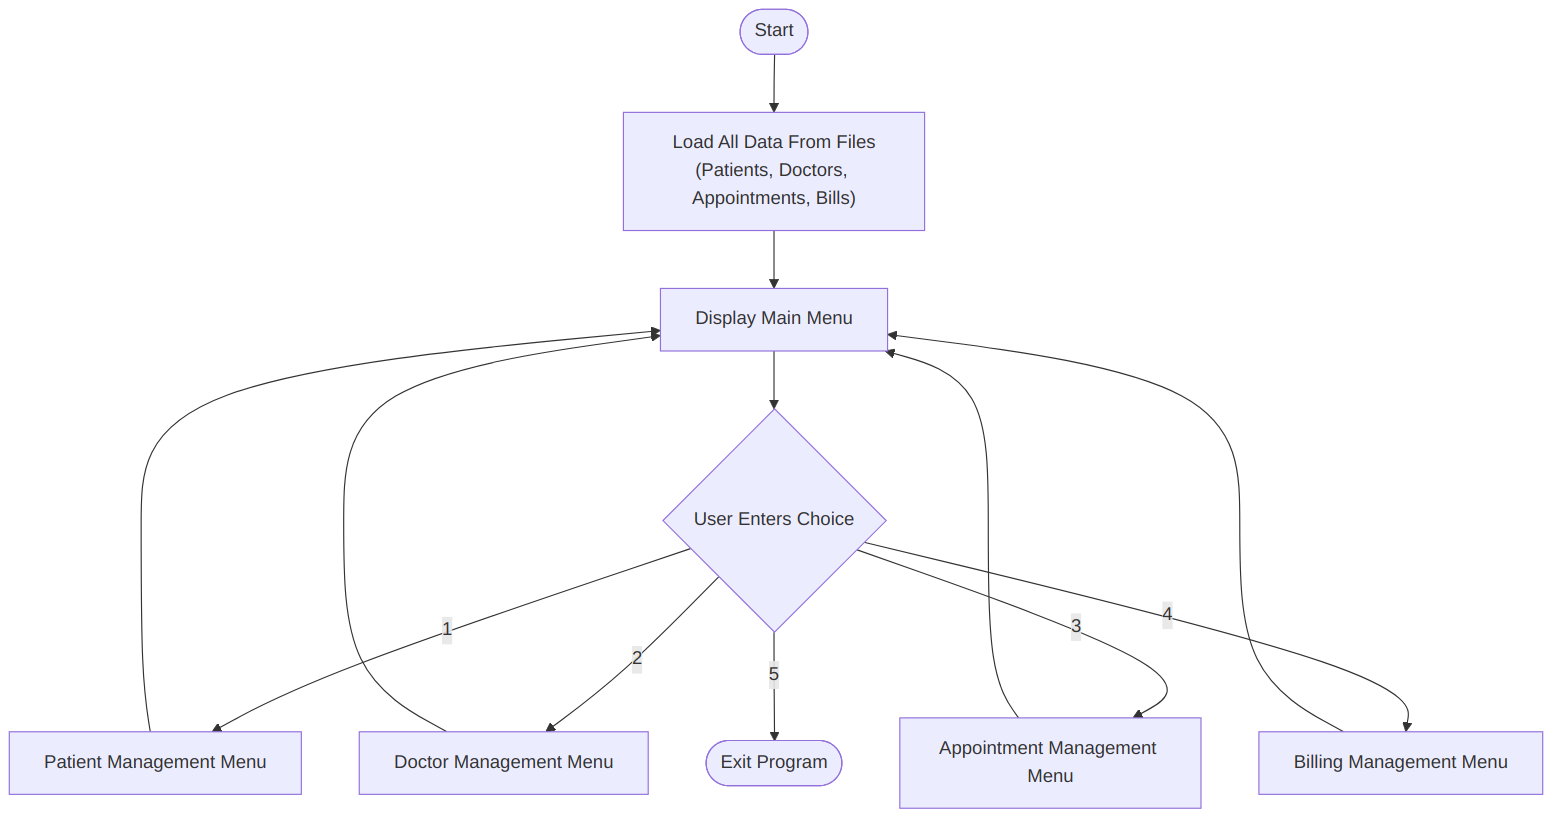 Start
Load All Data From Files
(Patients, Doctors,
Appointments, Bills)
Display Main Menu
User Enters Choice
1
2
5
3
4
Patient Management Menu
Doctor Management Menu
Exit Program
Appointment Management
Menu
Billing Management Menu